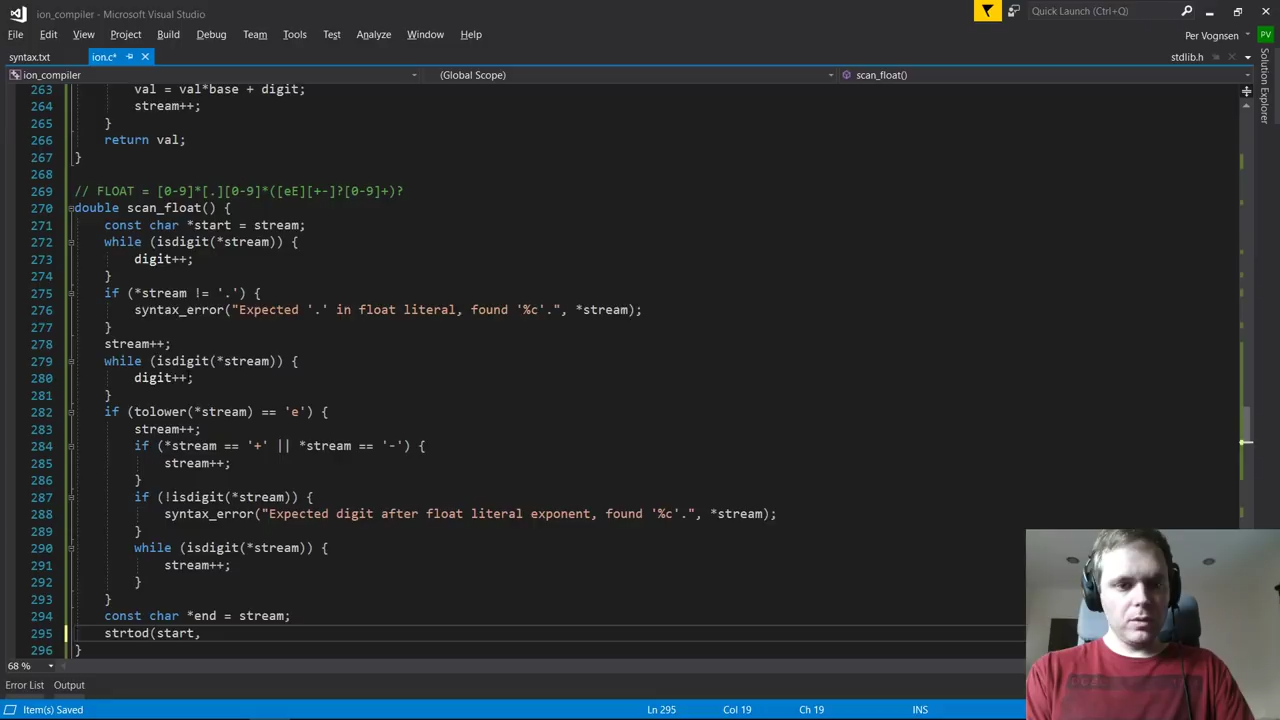 ion_compiler - Microsoft Visual Studio
Quick Launch (Ctrl+Q)
File Edit View Project Build Debug Team Tools Test Analyze Window Help
Per Vognsen PV
syntax.txt ion.c* stdlib.h
ion_compiler (Global Scope) scan_float()
Solution Explorer
263 val = val*base + digit;
264 stream++;
265 }
266 return val;
267 }
268
269 // FLOAT = [0-9]*[.][0-9]*([eE][+-]?[0-9]+)?
270 double scan_float() {
271 const char *start = stream;
272 while (isdigit(*stream)) {
273 digit++;
274 }
275 if (*stream != '.') {
276 syntax_error("Expected '.' in float literal, found '%c'.", *stream);
277 }
278 stream++;
279 while (isdigit(*stream)) {
280 digit++;
281 }
282 if (tolower(*stream) == 'e') {
283 stream++;
284 if (*stream == '+' || *stream == '-') {
285 stream++;
286 }
287 if (!isdigit(*stream)) {
288 syntax_error("Expected digit after float literal exponent, found '%c'.", *stream);
289 }
290 while (isdigit(*stream)) {
291 stream++;
292 }
293 }
294 const char *end = stream;
295 strtod(start,
296 }
68 %
Error List Output
Item(s) Saved Ln 295 Col 19 Ch 19 INS